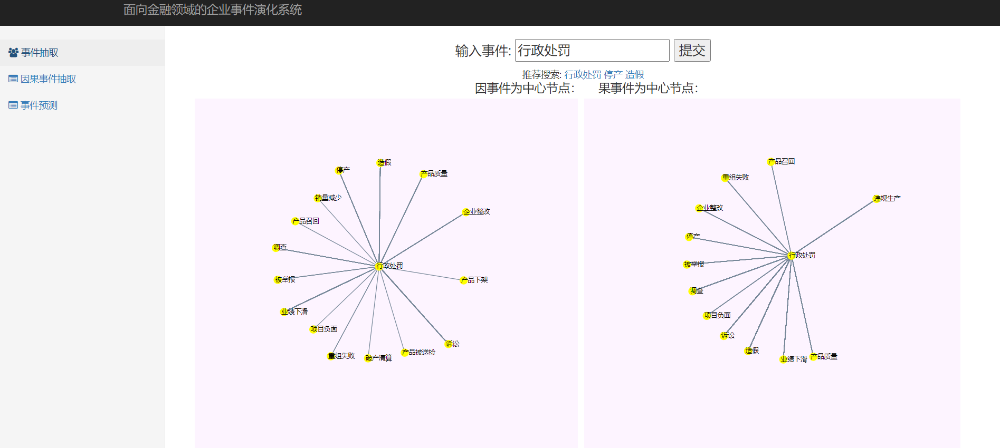 面向金融领域的企业事件演化系统
事件抽取
因果事件抽取
事件预测
输入事件: 行政处罚 提交
推荐搜索: 行政处罚 停产 造假
因事件为中心节点: 果事件为中心节点:
造假
停产
产品质量
销量减少
企业整改
产品召回
调查
行政处罚
被举报
产品下架
业绩下滑
项目负面
诉讼
产品被送检
重组失败
破产清算
产品召回
重组失败
违规生产
企业整改
停产
行政处罚
被举报
调查
项目负面
诉讼
造假
产品质量
业绩下滑